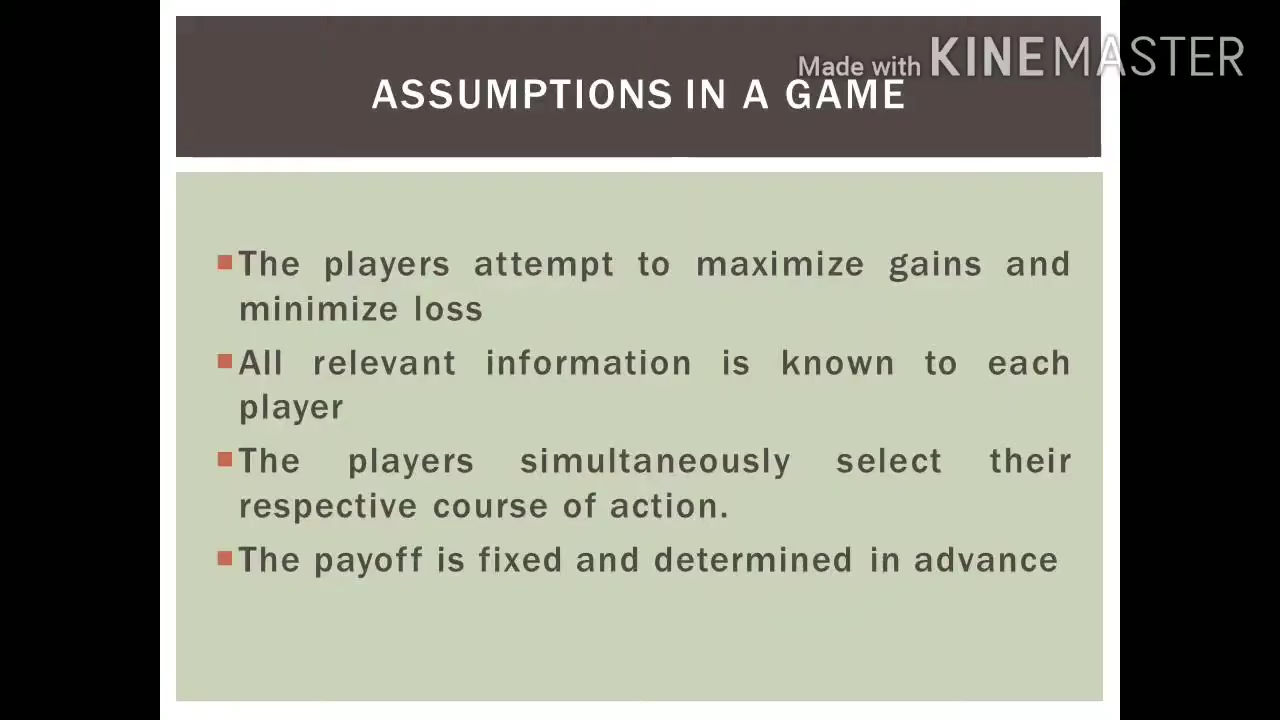 Made with KINEMASTER
ASSUMPTIONS IN A GAME
The players attempt to maximize gains and
minimize loss
All relevant information is known to each
player
The players simultaneously select their
respective course of action.
The payoff is fixed and determined in advance